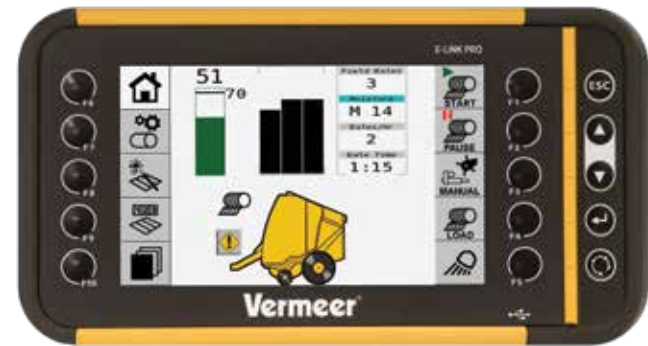 E-LINK PRO
51
70
Field Bales
3
Moisture
M 14
Bales/Hr
2
Bale Time
1:15
START
PAUSE
MANUAL
LOAD
F6
F7
F8
F9
F10
F1
F2
F3
F4
F5
ESC
Vermeer